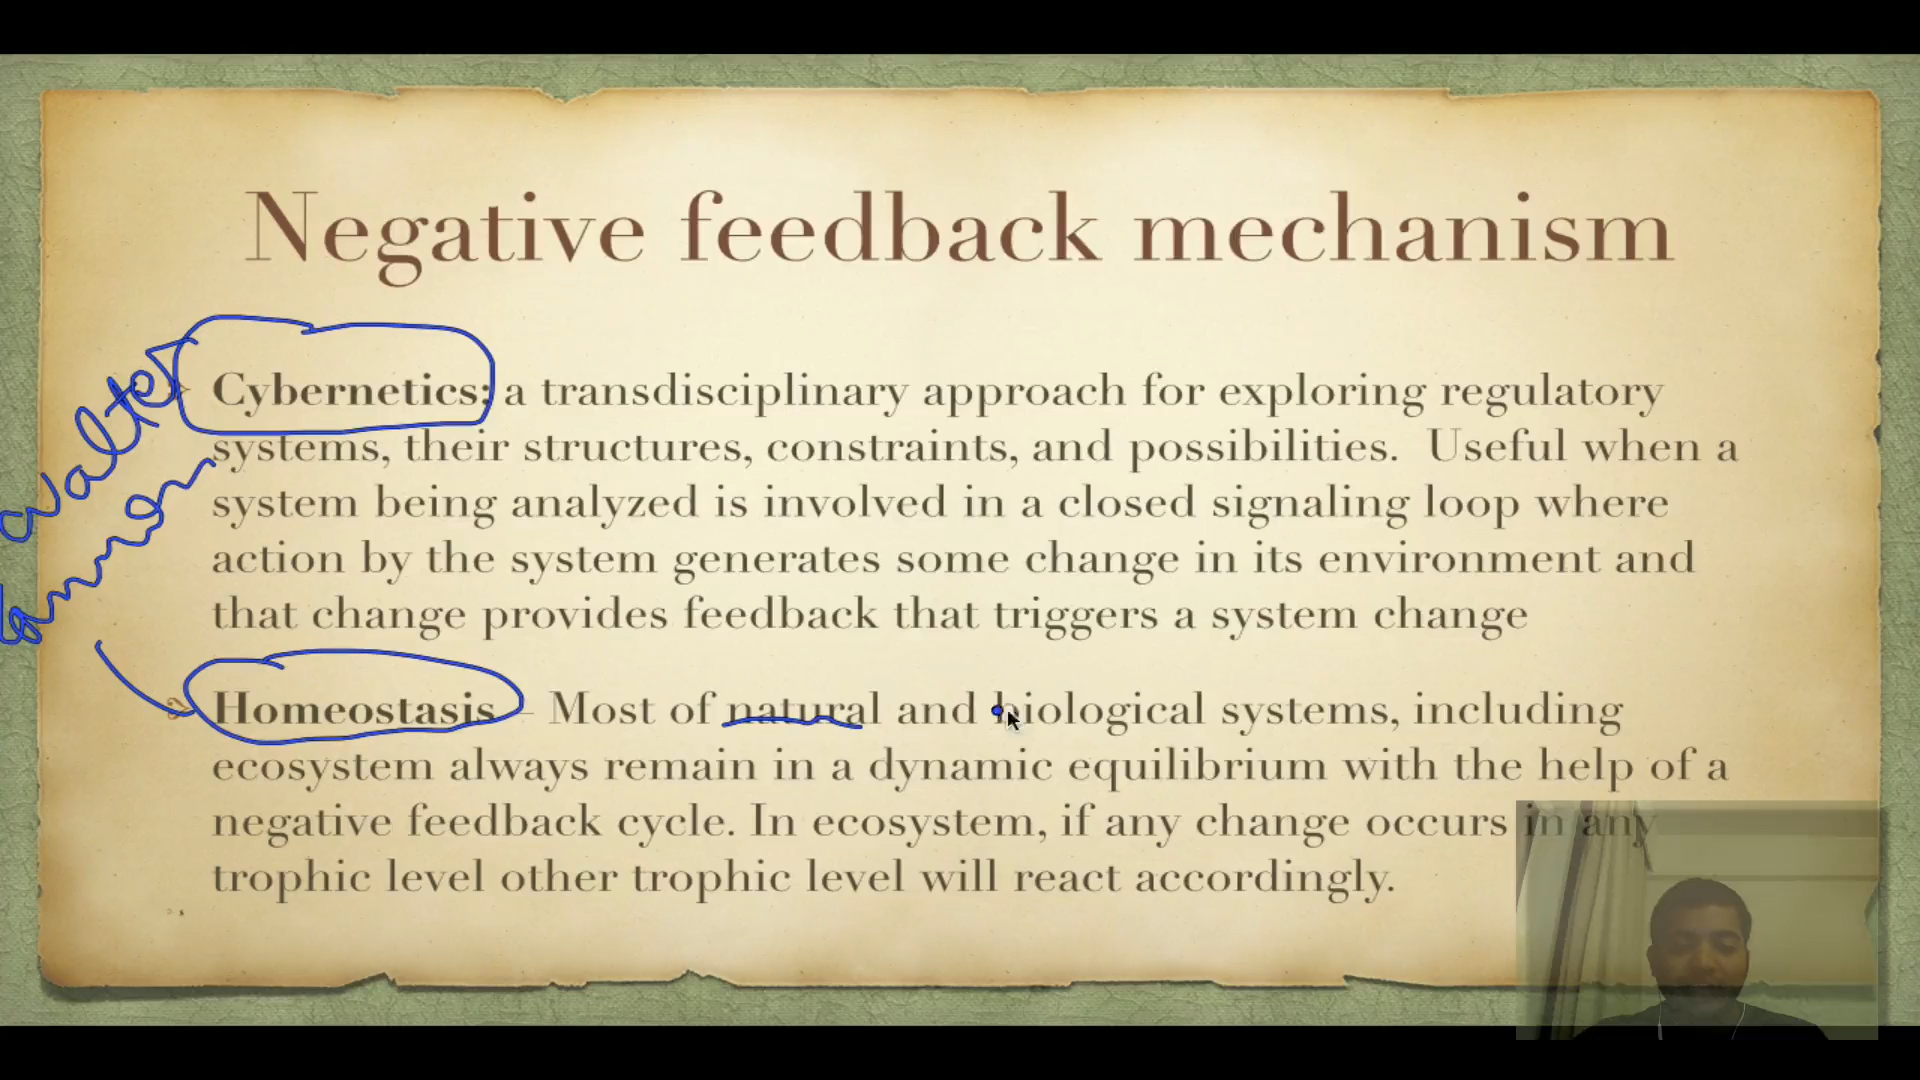 Negative feedback mechanism
Cybernetics: a transdisciplinary approach for exploring regulatory
systems, their structures, constraints, and possibilities. Useful when a
system being analyzed is involved in a closed signaling loop where
action by the system generates some change in its environment and
that change provides feedback that triggers a system change
Homeostasis – Most of natural and biological systems, including
ecosystem always remain in a dynamic equilibrium with the help of a
negative feedback cycle. In ecosystem, if any change occurs in any
trophic level other trophic level will react accordingly.
Walter